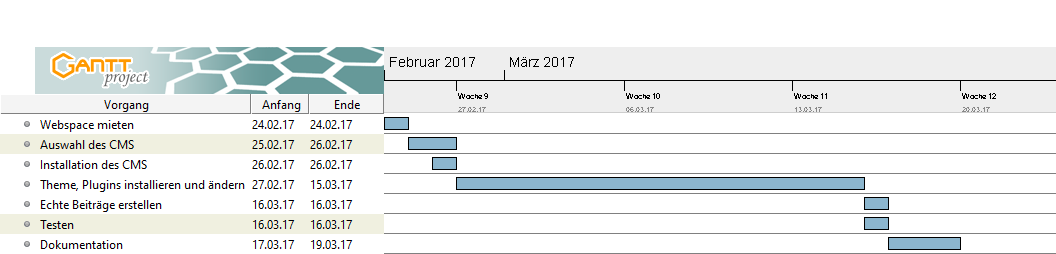 GANTT project
Februar 2017 März 2017
Woche 9 Woche 10 Woche 11 Woche 12
27.02.17 06.03.17 13.03.17 20.03.17
Vorgang Anfang Ende
Webspace mieten 24.02.17 24.02.17
Auswahl des CMS 25.02.17 26.02.17
Installation des CMS 26.02.17 26.02.17
Theme, Plugins installieren und ändern 27.02.17 15.03.17
Echte Beiträge erstellen 16.03.17 16.03.17
Testen 16.03.17 16.03.17
Dokumentation 17.03.17 19.03.17